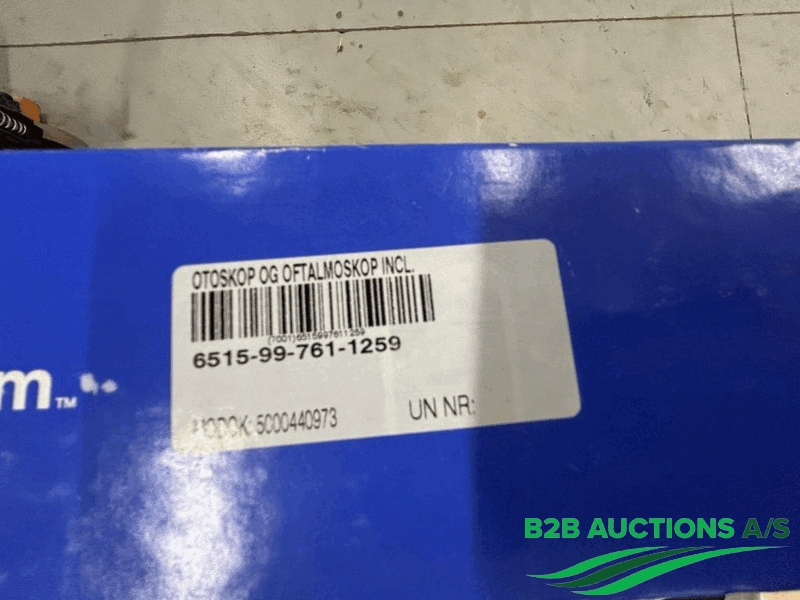 OTOSKOP OG OFTALMOSKOP INCL.
(7001)6515997611259
6515-99-761-1259
5000440973
UN NR:
m™
B2B AUCTIONS A/S